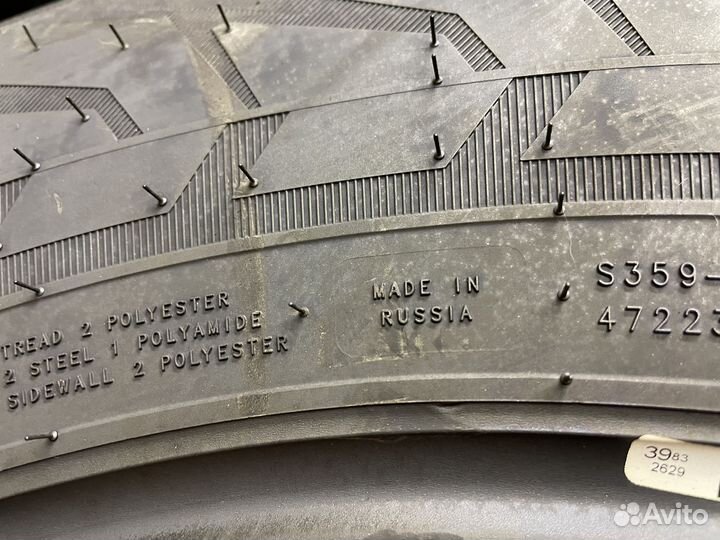 TREAD 2 POLYESTER
2 STEEL 1 POLYAMIDE
SIDEWALL 2 POLYESTER
MADE IN
RUSSIA
S359-
47223
3983
2629
Avito